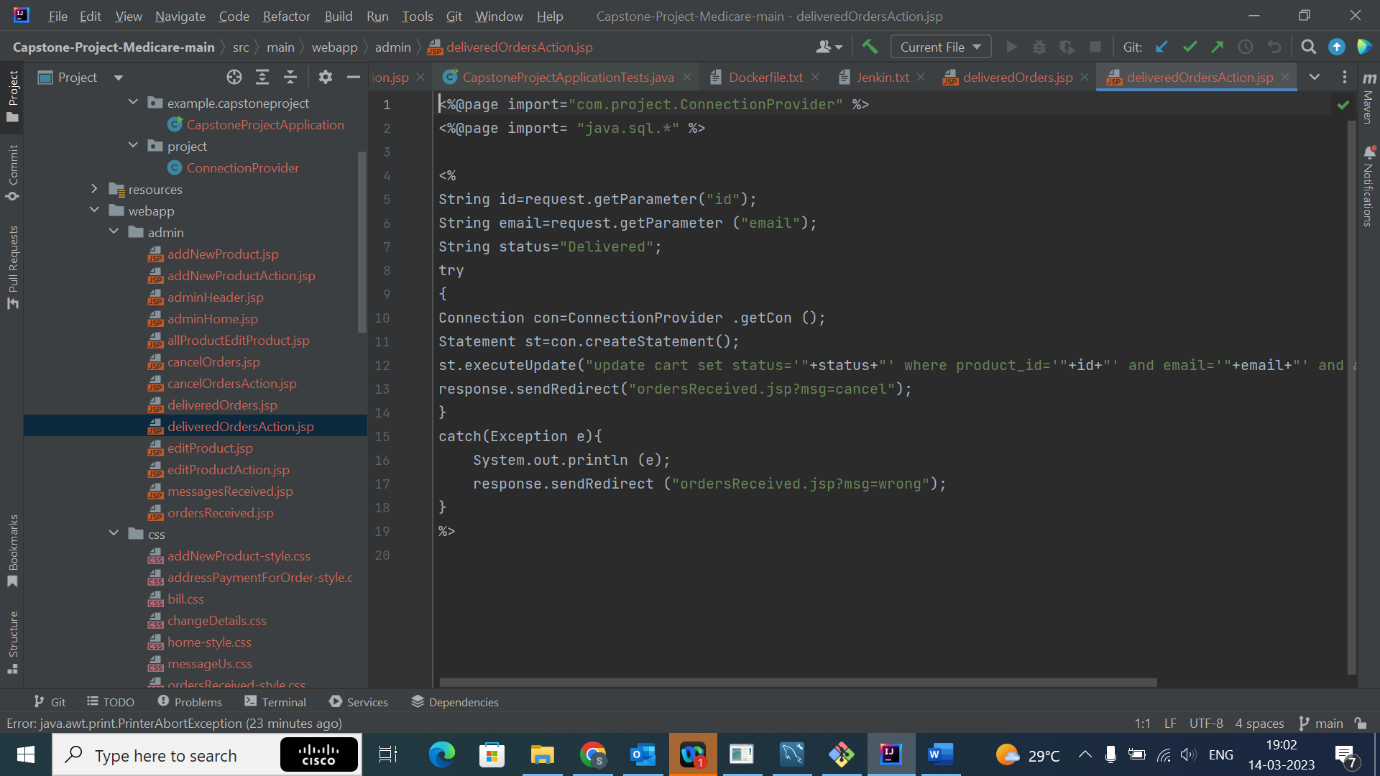 File Edit View Navigate Code Refactor Build Run Tools Git Window Help Capstone-Project-Medicare-main - deliveredOrdersAction.jsp
Capstone-Project-Medicare-main src main webapp admin deliveredOrdersAction.jsp Current File Git:
Project ion.jsp CapstoneProjectApplicationTests.java Dockerfile.txt Jenkin.txt deliveredOrders.jsp deliveredOrdersAction.jsp
Project
Commit
Pull Requests
Bookmarks
Structure
example.capstoneproject
CapstoneProjectApplication
project
ConnectionProvider
resources
webapp
admin
addNewProduct.jsp
addNewProductAction.jsp
adminHeader.jsp
adminHome.jsp
allProductEditProduct.jsp
cancelOrders.jsp
cancelOrdersAction.jsp
deliveredOrders.jsp
deliveredOrdersAction.jsp
editProduct.jsp
editProductAction.jsp
messagesReceived.jsp
ordersReceived.jsp
css
addNewProduct-style.css
addressPaymentForOrder-style.c
bill.css
changeDetails.css
home-style.css
messageUs.css
ordersReceived-style.css
1 <%@page import="com.project.ConnectionProvider" %>
2 <%@page import= "java.sql.*" %>
3
4 <%
5 String id=request.getParameter("id");
6 String email=request.getParameter ("email");
7 String status="Delivered";
8 try
9 {
10 Connection con=ConnectionProvider .getCon ();
11 Statement st=con.createStatement();
12 st.executeUpdate("update cart set status='"+status+"' where product_id='"+id+"' and email='"+email+"' and a
13 response.sendRedirect("ordersReceived.jsp?msg=cancel");
14 }
15 catch(Exception e){
16 System.out.println (e);
17 response.sendRedirect ("ordersReceived.jsp?msg=wrong");
18 }
19 %>
20
m
Maven
Notifications
Git TODO Problems Terminal Services Dependencies
Error: java.awt.print.PrinterAbortException (23 minutes ago) 1:1 LF UTF-8 4 spaces main
Type here to search cisco 29°C ENG 19:02
14-03-2023 7